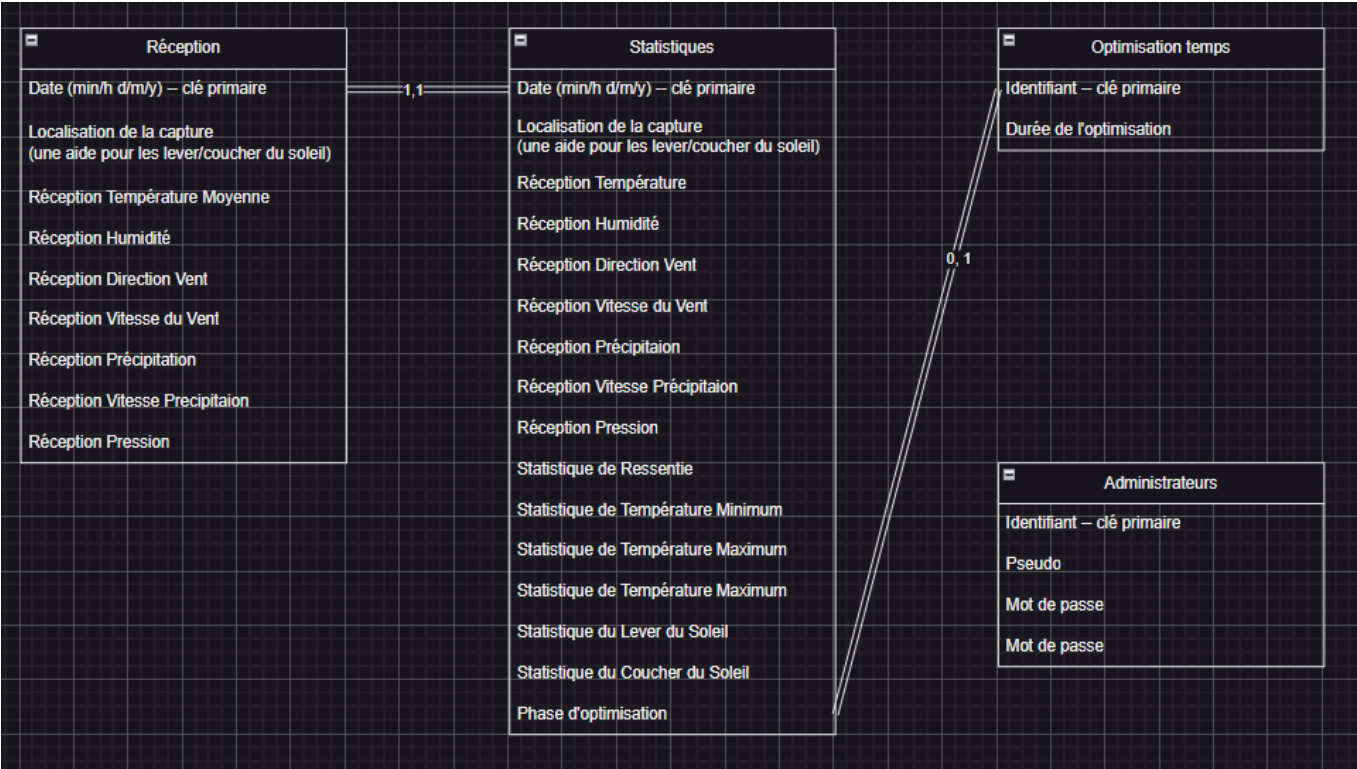 Réception
Date (min/h d/m/y) – clé primaire
Localisation de la capture
(une aide pour les lever/coucher du soleil)
Réception Température Moyenne
Réception Humidité
Réception Direction Vent
Réception Vitesse du Vent
Réception Précipitation
Réception Vitesse Precipitaion
Réception Pression
1,1
Statistiques
Date (min/h d/m/y) – clé primaire
Localisation de la capture
(une aide pour les lever/coucher du soleil)
Réception Température
Réception Humidité
Réception Direction Vent
Réception Vitesse du Vent
Réception Précipitaion
Réception Vitesse Précipitaion
Réception Pression
Statistique de Ressentie
Statistique de Température Minimum
Statistique de Température Maximum
Statistique de Température Maximum
Statistique du Lever du Soleil
Statistique du Coucher du Soleil
Phase d'optimisation
0, 1
Optimisation temps
Identifiant – clé primaire
Durée de l'optimisation
Administrateurs
Identifiant – clé primaire
Pseudo
Mot de passe
Mot de passe